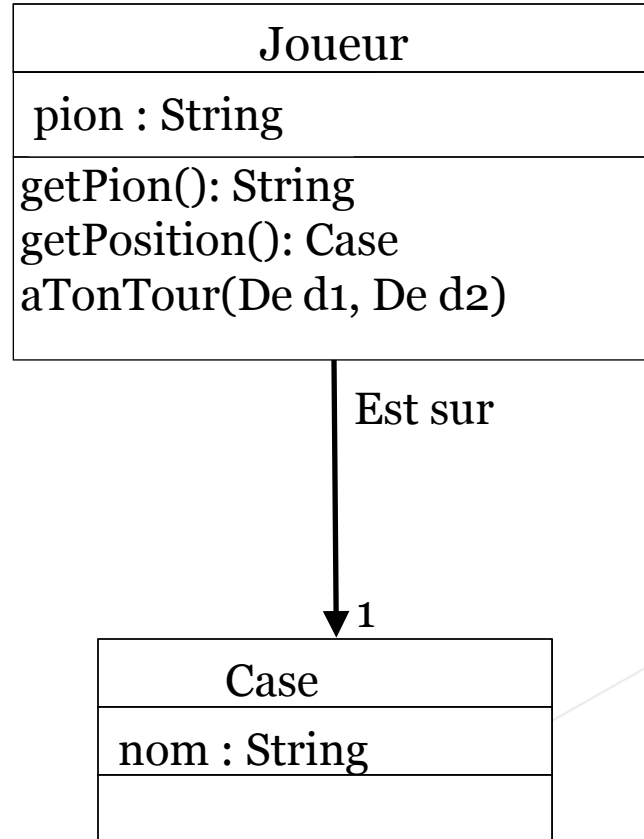 Joueur
pion : String
getPion(): String
getPosition(): Case
aTonTour(De d1, De d2)
Est sur
1
Case
nom : String